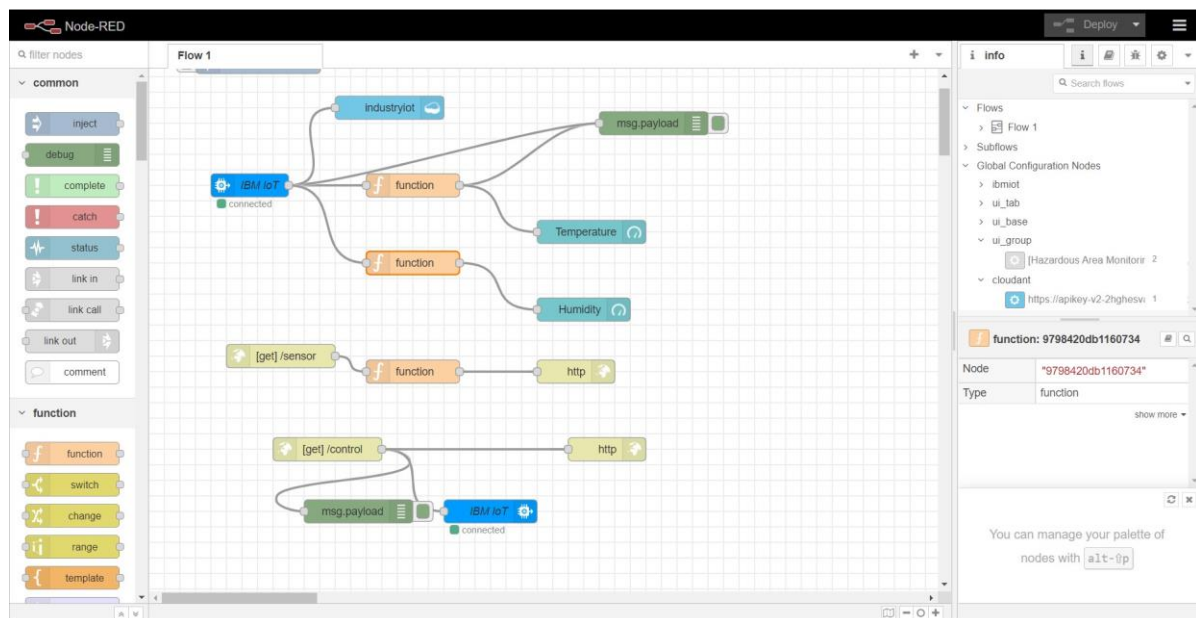 Node-RED
Deploy
filter nodes
Flow 1
info
i
common
inject
debug
complete
catch
status
link in
link call
link out
comment
function
function
switch
change
range
template
industryiot
msg.payload
IBM IoT
connected
function
Temperature
function
Humidity
[get] /sensor
function
http
[get] /control
http
msg.payload
IBM IoT
connected
Search flows
Flows
Flow 1
Subflows
Global Configuration Nodes
ibmiot
ui_tab
ui_base
ui_group
[Hazardous Area Monitorin 2
cloudant
https://apikey-v2-2hghesv 1
function: 9798420db1160734
Node "9798420db1160734"
Type function
show more
You can manage your palette of
nodes with alt-⇧p